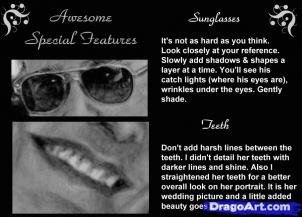 Awesome
Special Features
Sunglasses
It's not as hard as you think.
Look closely at your reference.
Slowly add shadows & shapes a
layer at a time. You'll see his
catch lights (where his eyes are),
wrinkles under the eyes. Gently
shade.
Teeth
Don't add harsh lines between the
teeth. I didn't detail her teeth with
darker lines and shine. Also I
straightened her teeth for a better
overall look on her portrait. It is her
wedding picture and a little added
beauty goes
DragoArt.com